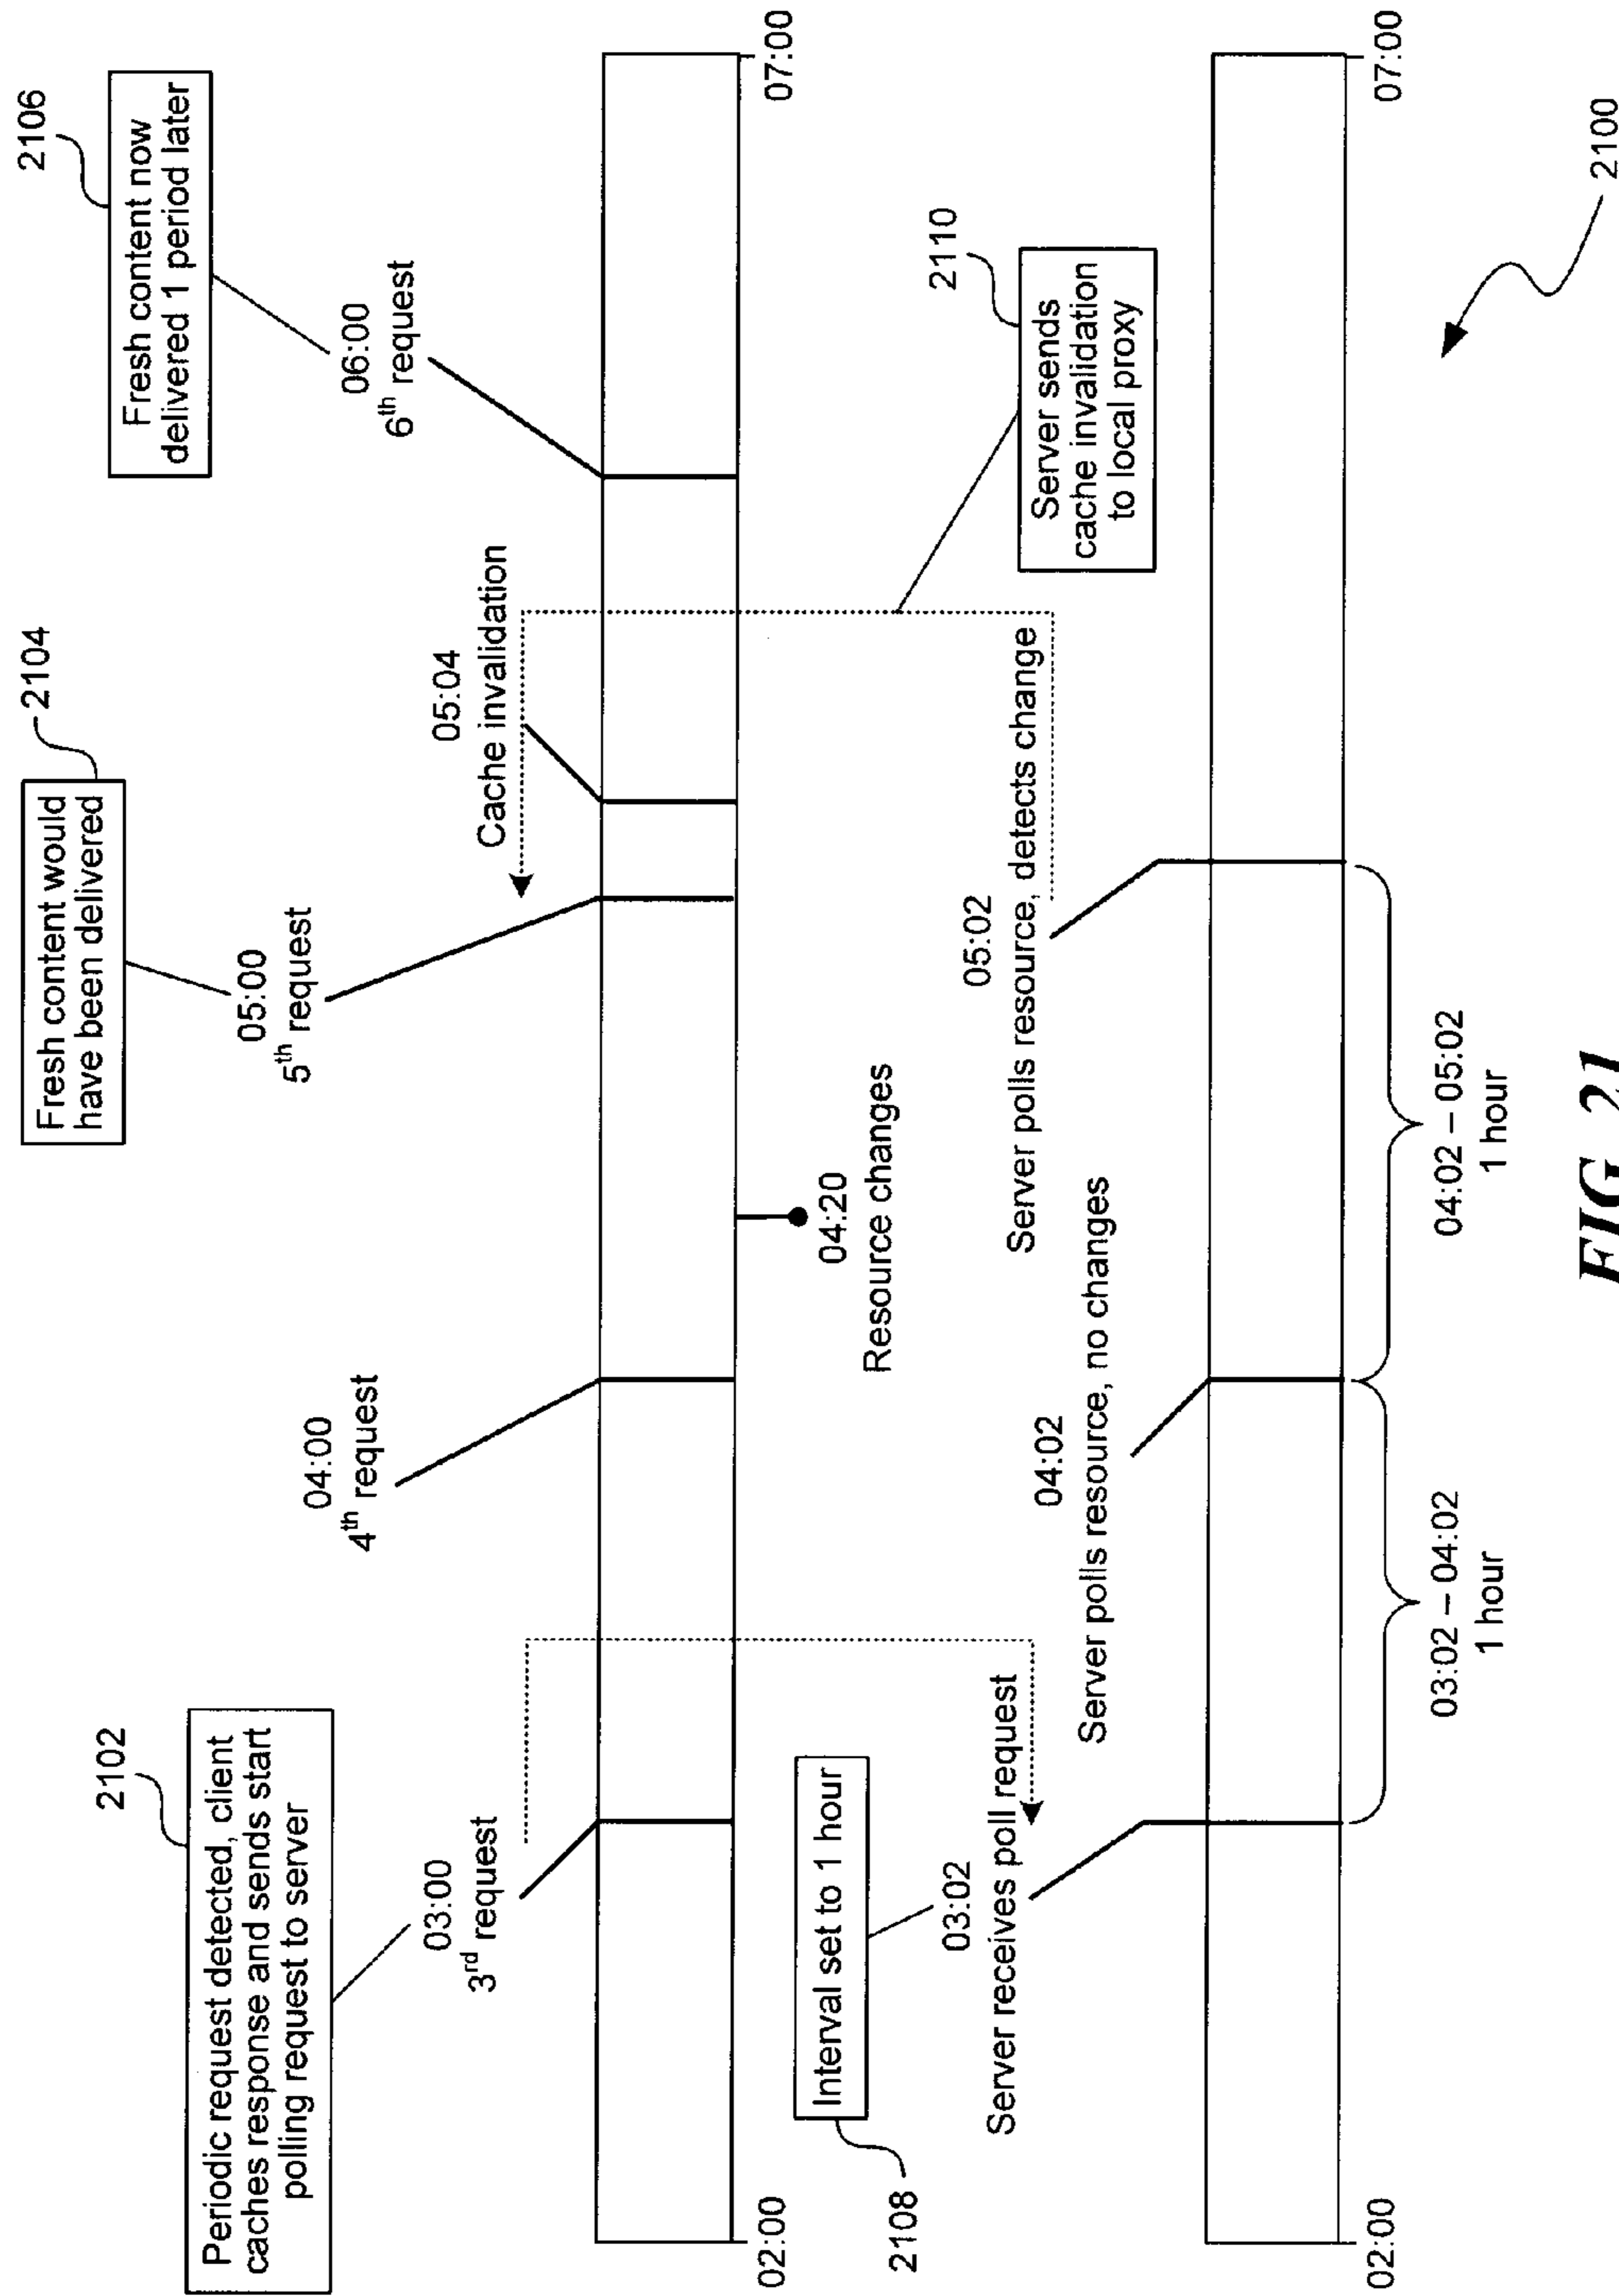 2102
Periodic request detected, client
caches response and sends start
polling request to server
03:00
3rd request
04:00
4th request
2104
Fresh content would
have been delivered
05:00
5th request
05:04
Cache invalidation
2106
Fresh content now
delivered 1 period later
06:00
6th request
02:00
07:00
04:20
Resource changes
2108
Interval set to 1 hour
03:02
Server receives poll request
04:02
Server polls resource, no changes
05:02
Server polls resource, detects change
2110
Server sends
cache invalidation
to local proxy
02:00
07:00
03:02 – 04:02
1 hour
04:02 – 05:02
1 hour
2100
FIG. 21